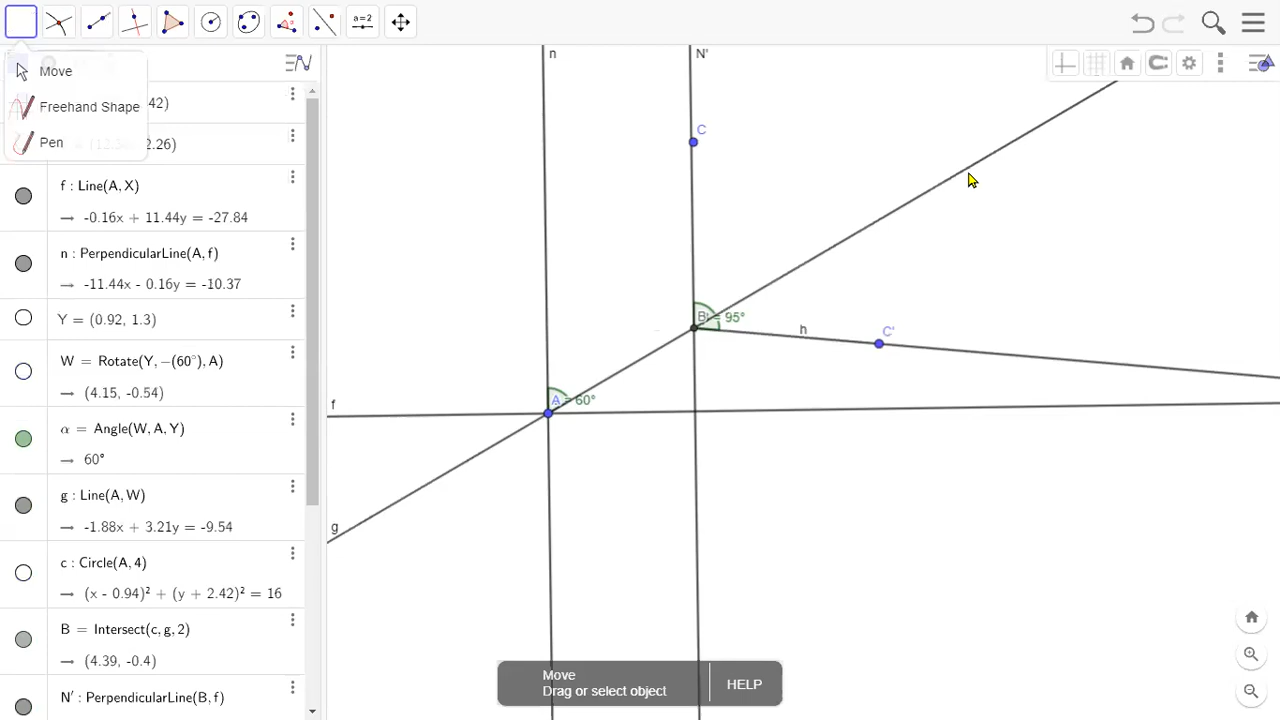 a=2
Move
Freehand Shape
Pen
42)
2.26)
f : Line(A, X)
→ -0.16x + 11.44y = -27.84
n : PerpendicularLine(A, f)
→ -11.44x - 0.16y = -10.37
Y = (0.92, 1.3)
W = Rotate(Y, -(60°), A)
→ (4.15, -0.54)
α = Angle(W, A, Y)
→ 60°
g : Line(A, W)
→ -1.88x + 3.21y = -9.54
c : Circle(A, 4)
→ (x - 0.94)² + (y + 2.42)² = 16
B = Intersect(c, g, 2)
→ (4.39, -0.4)
N' : PerpendicularLine(B, f)
n
N'
C
B = 95°
h
C'
A = 60°
f
g
Move
Drag or select object
HELP